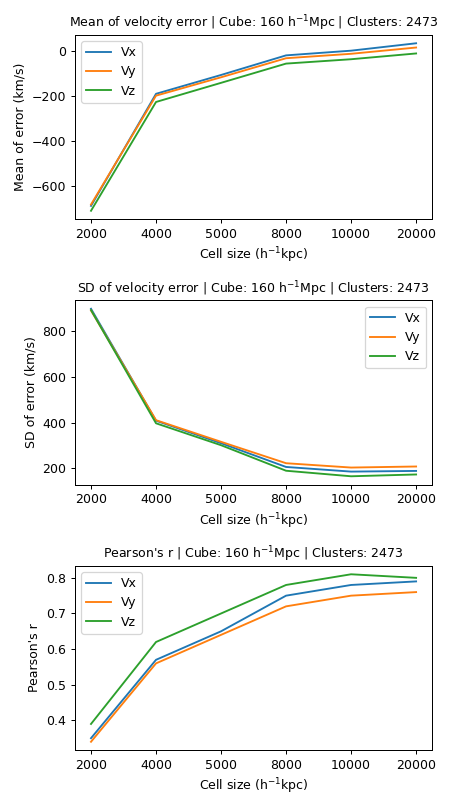 Mean of velocity error | Cube: 160 h⁻¹Mpc | Clusters: 2473
Mean of error (km/s)
0
−200
−400
−600
Vx
Vy
Vz
2000 4000 5000 8000 10000 20000
Cell size (h⁻¹kpc)
SD of velocity error | Cube: 160 h⁻¹Mpc | Clusters: 2473
SD of error (km/s)
800
600
400
200
Vx
Vy
Vz
2000 4000 5000 8000 10000 20000
Cell size (h⁻¹kpc)
Pearson's r | Cube: 160 h⁻¹Mpc | Clusters: 2473
Pearson's r
0.8
0.7
0.6
0.5
0.4
Vx
Vy
Vz
2000 4000 5000 8000 10000 20000
Cell size (h⁻¹kpc)